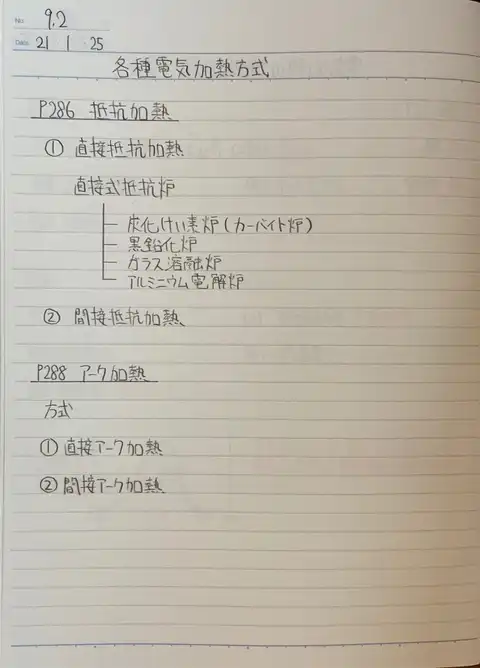 No. 9.2
Date 21 1 25
各種電気加熱方式
P286 抵抗加熱
① 直接抵抗加熱
直接式抵抗炉
炭化けい素炉(カーバイト炉)
黒鉛化炉
ガラス溶融炉
アルミニウム電解炉
② 間接抵抗加熱
P288 アーク加熱
方式
① 直接アーク加熱
② 間接アーク加熱